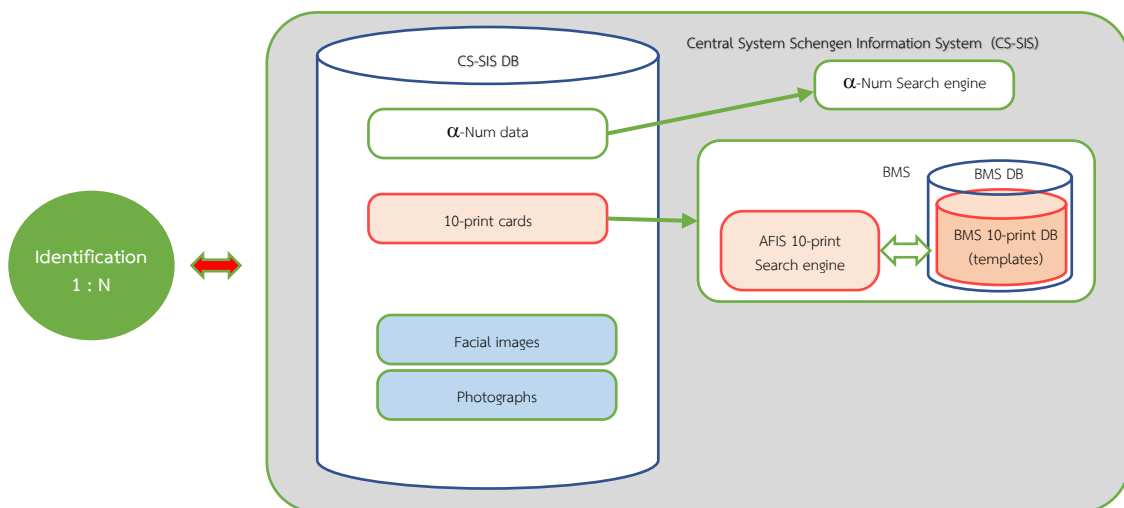 Central System Schengen Information System (CS-SIS)
CS-SIS DB
α-Num Search engine
α-Num data
BMS
BMS DB
10-print cards
AFIS 10-print
Search engine
BMS 10-print DB
(templates)
Identification
1 : N
Facial images
Photographs